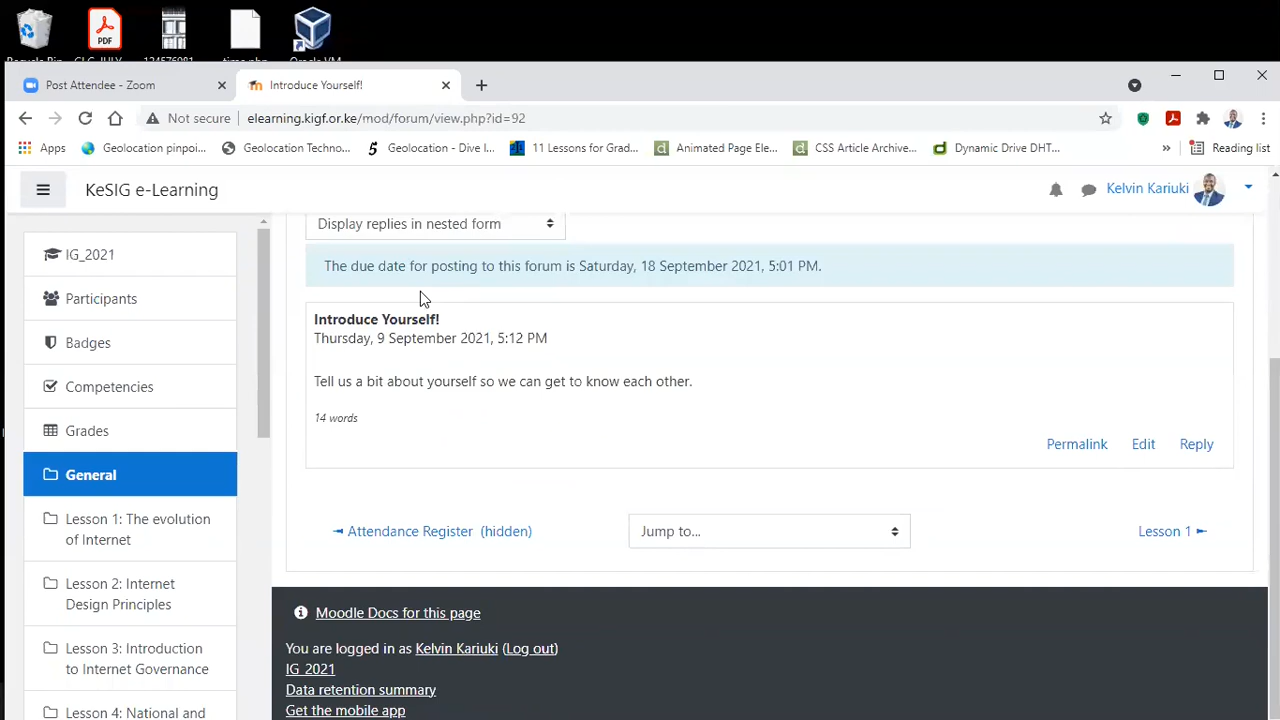 PDF
Post Attendee - Zoom
Introduce Yourself!
Not secure
elearning.kigf.or.ke/mod/forum/view.php?id=92
Apps
Geolocation pinpoi...
Geolocation Techno...
Geolocation - Dive I...
11 Lessons for Grad...
Animated Page Ele...
CSS Article Archive...
Dynamic Drive DHT...
»
Reading list
KeSIG e-Learning
Kelvin Kariuki
IG_2021
Participants
Badges
Competencies
Grades
General
Lesson 1: The evolution
of Internet
Lesson 2: Internet
Design Principles
Lesson 3: Introduction
to Internet Governance
Lesson 4: National and
Display replies in nested form
The due date for posting to this forum is Saturday, 18 September 2021, 5:01 PM.
Introduce Yourself!
Thursday, 9 September 2021, 5:12 PM
Tell us a bit about yourself so we can get to know each other.
14 words
Permalink Edit Reply
◄ Attendance Register (hidden)
Jump to...
Lesson 1 ►
Moodle Docs for this page
You are logged in as Kelvin Kariuki (Log out)
IG_2021
Data retention summary
Get the mobile app